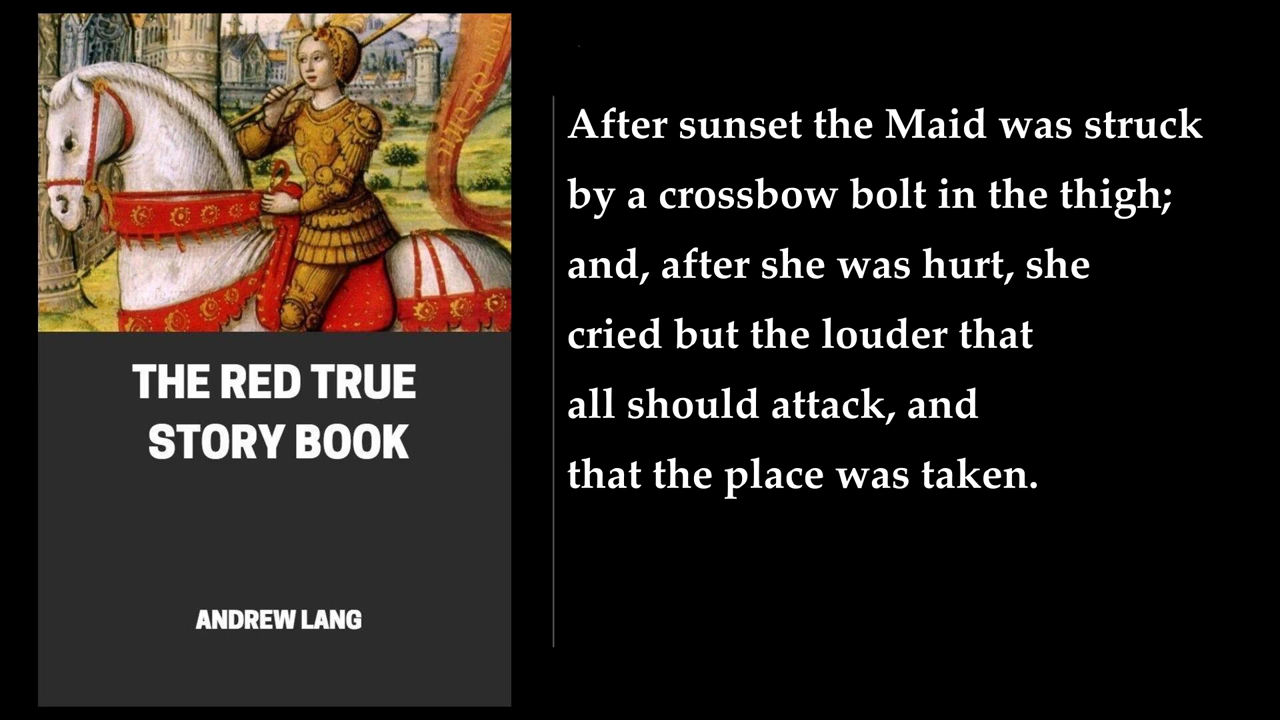 THE RED TRUE
STORY BOOK
ANDREW LANG
After sunset the Maid was struck
by a crossbow bolt in the thigh;
and, after she was hurt, she
cried but the louder that
all should attack, and
that the place was taken.